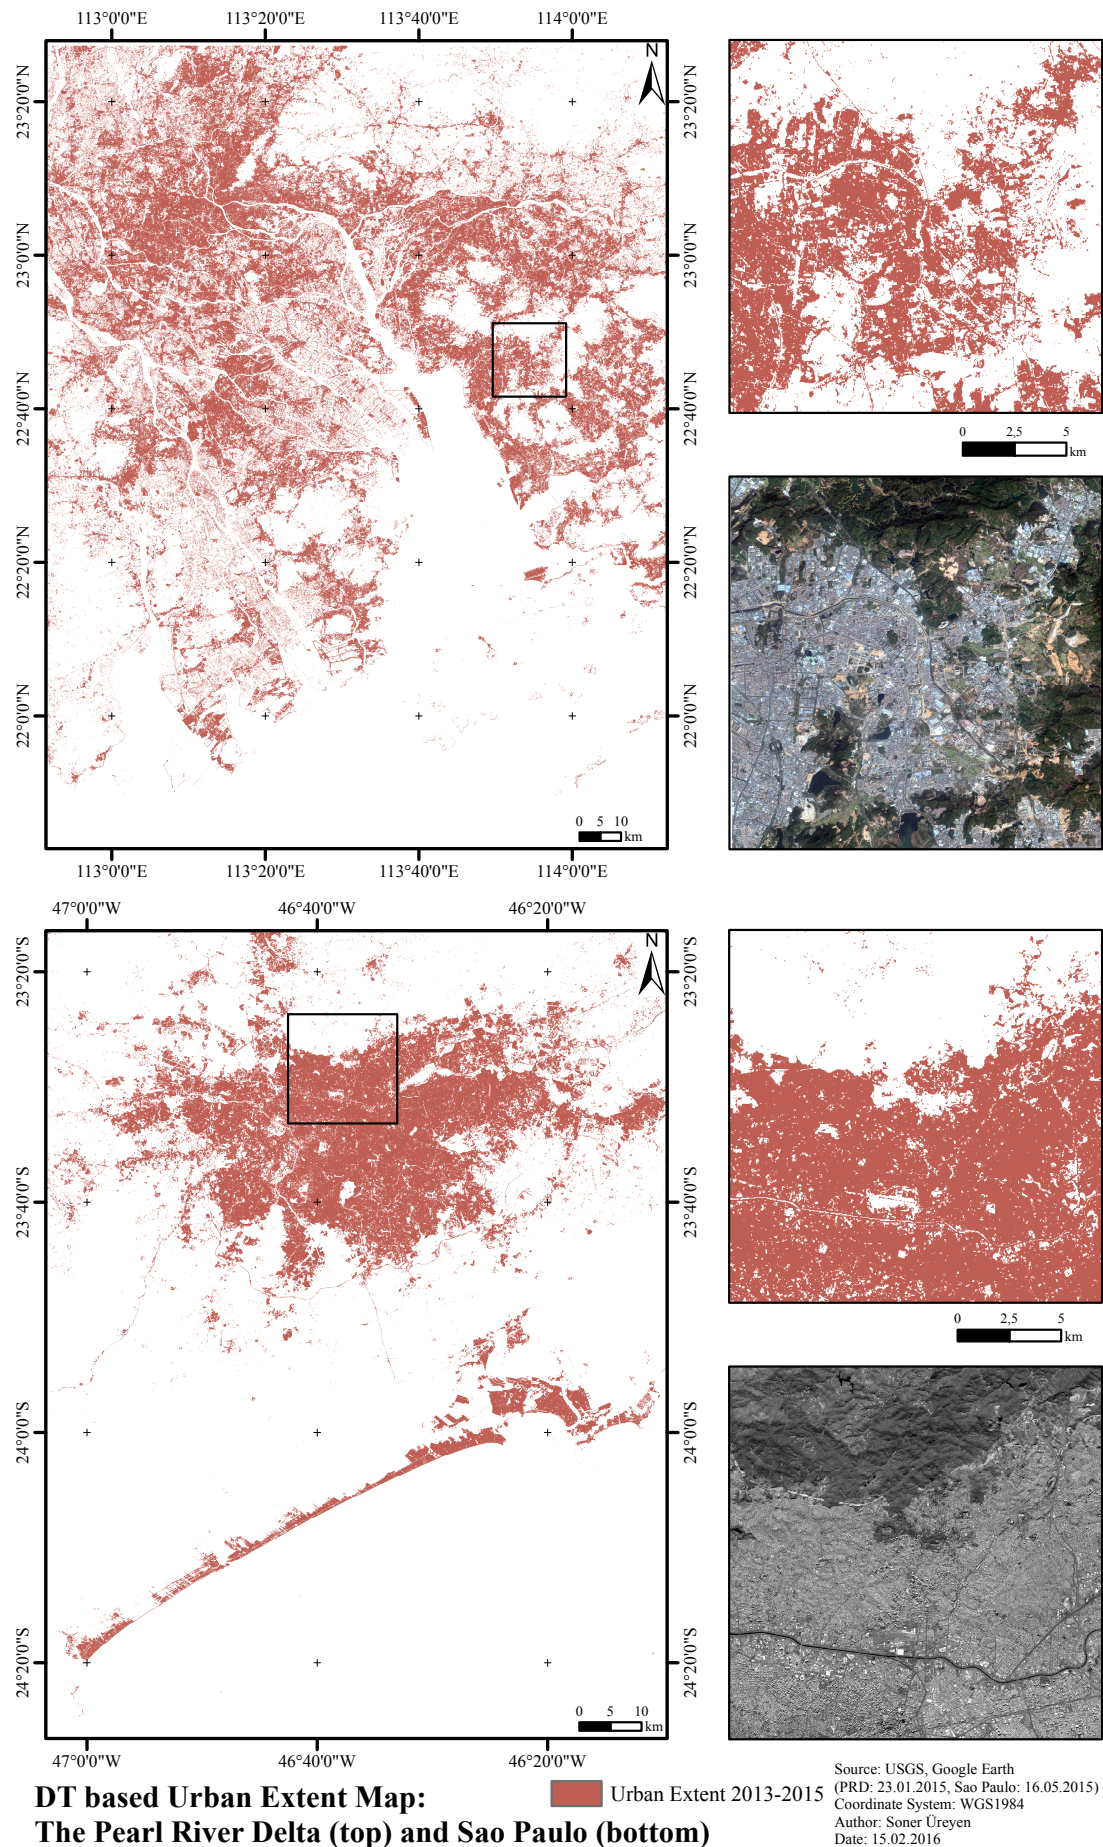 113°0'0"E 113°20'0"E 113°40'0"E 114°0'0"E
N
23°20'0"N 23°20'0"N
23°0'0"N 23°0'0"N
22°40'0"N 22°40'0"N
22°20'0"N 22°20'0"N
22°0'0"N 22°0'0"N
0 5 10
km
113°0'0"E 113°20'0"E 113°40'0"E 114°0'0"E
0 2,5 5
km
47°0'0"W 46°40'0"W 46°20'0"W
N
23°20'0"S 23°20'0"S
23°40'0"S 23°40'0"S
24°0'0"S 24°0'0"S
24°20'0"S 24°20'0"S
0 5 10
km
47°0'0"W 46°40'0"W 46°20'0"W
0 2,5 5
km
DT based Urban Extent Map:
The Pearl River Delta (top) and Sao Paulo (bottom)
Urban Extent 2013-2015
Source: USGS, Google Earth
(PRD: 23.01.2015, Sao Paulo: 16.05.2015)
Coordinate System: WGS1984
Author: Soner Üreyen
Date: 15.02.2016